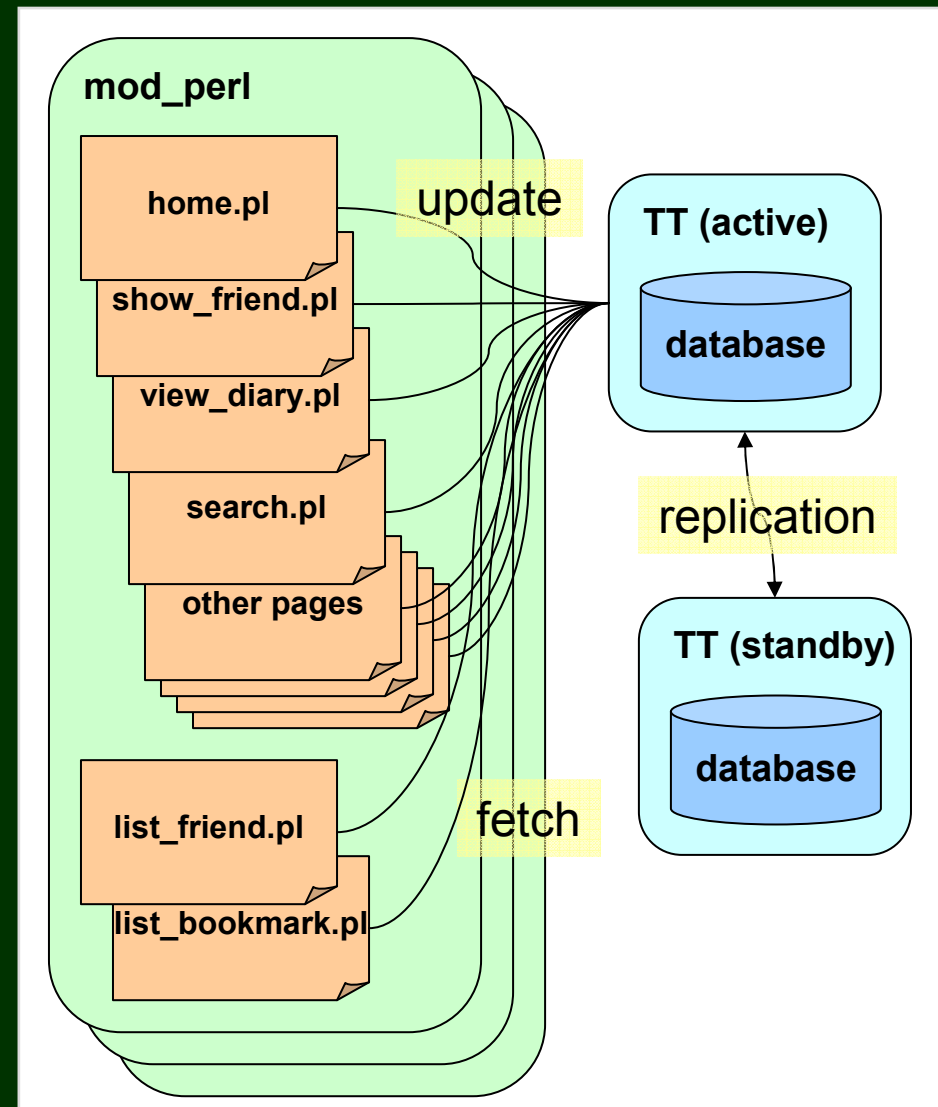 mod_perl
home.pl
show_friend.pl
view_diary.pl
search.pl
other pages
list_friend.pl
list_bookmark.pl
update
fetch
TT (active)
database
replication
TT (standby)
database